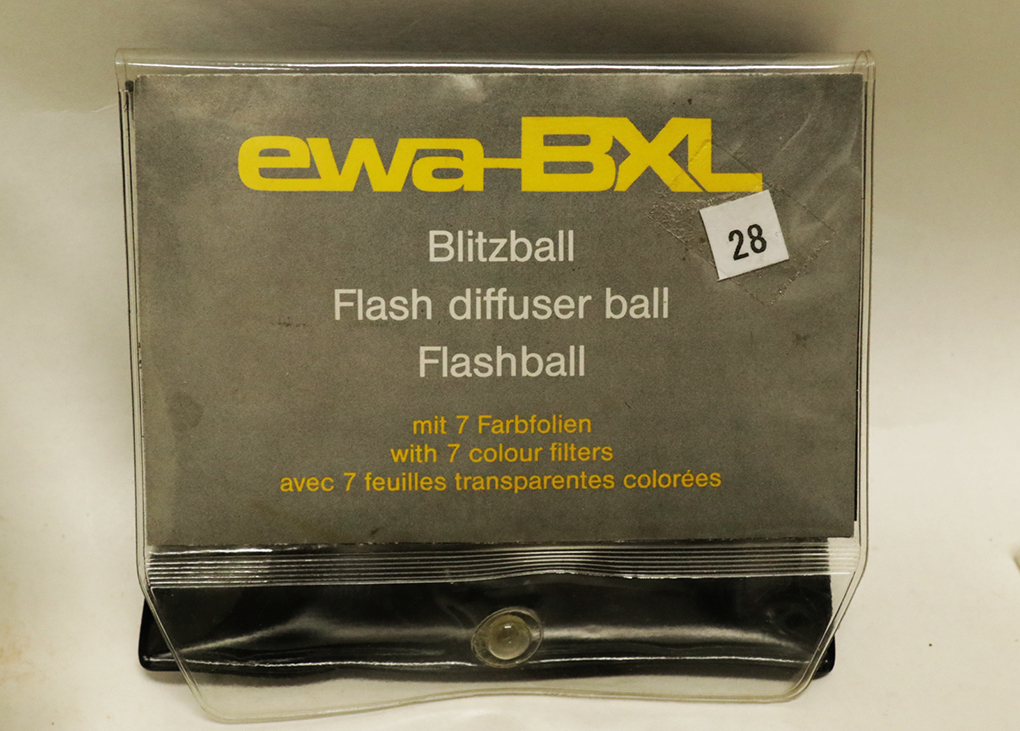 ewa-BXL
28
Blitzball
Flash diffuser ball
Flashball
mit 7 Farbfolien
with 7 colour filters
avec 7 feuilles transparentes colorées